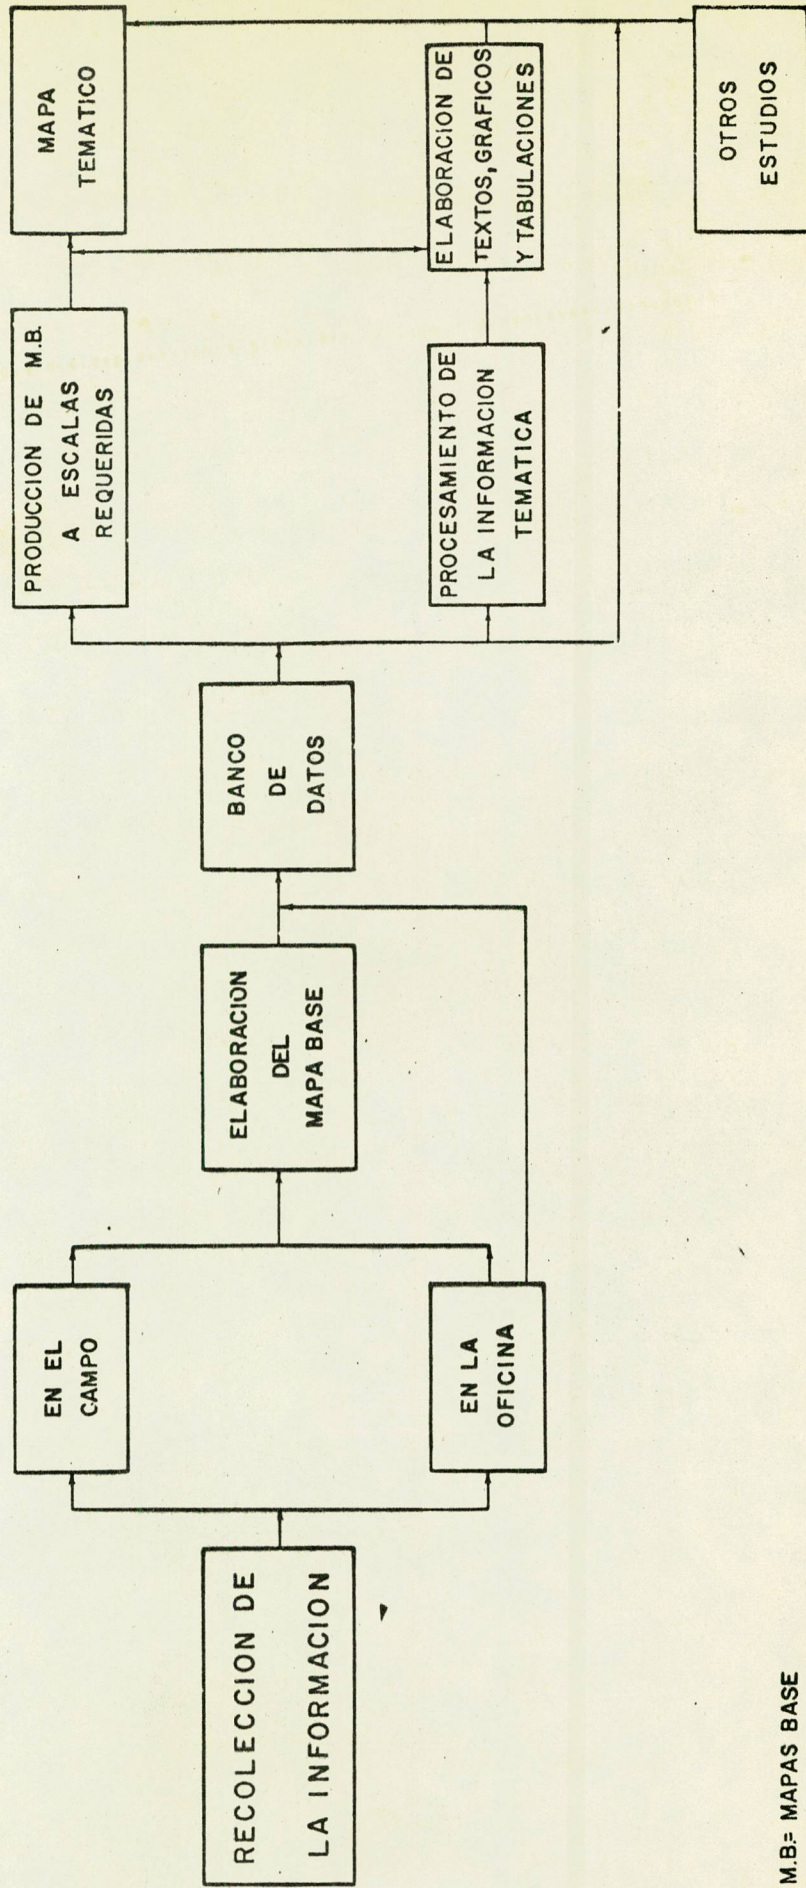 RECOLECCION DE
LA INFORMACION
EN EL
CAMPO
EN LA
OFICINA
ELABORACION
DEL
MAPA BASE
BANCO
DE
DATOS
PRODUCCION DE M.B.
A ESCALAS
REQUERIDAS
PROCESAMIENTO DE
LA INFORMACION
TEMATICA
MAPA
TEMATICO
ELABORACION DE
TEXTOS, GRAFICOS
Y TABULACIONES
OTROS
ESTUDIOS
M.B.= MAPAS BASE